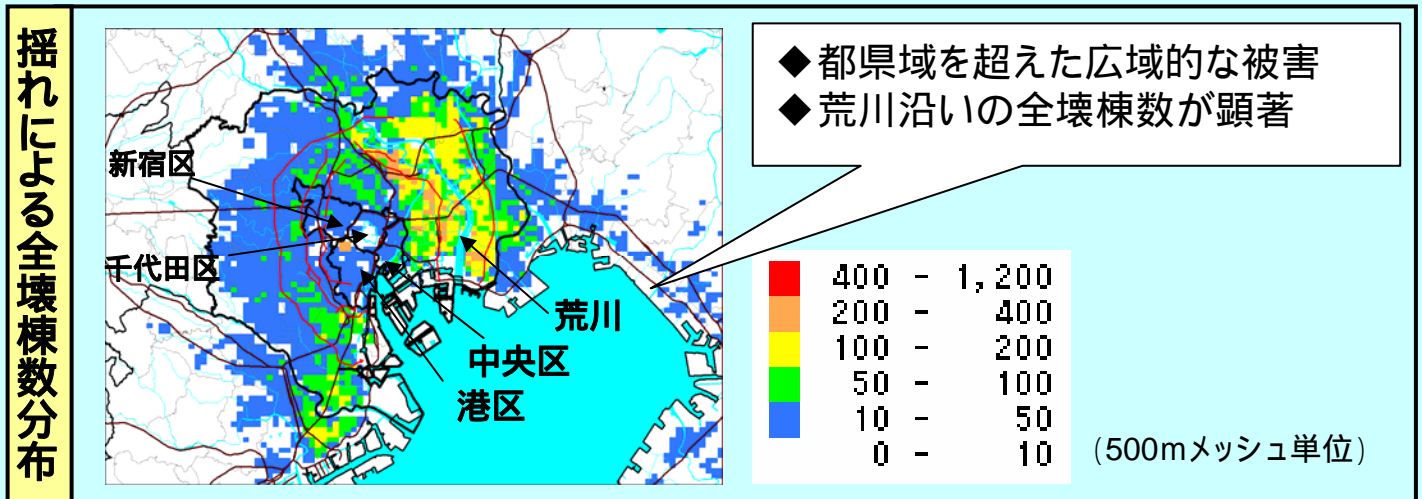 揺れによる全壊棟数分布
新宿区
千代田区
荒川
中央区
港区
◆都県域を超えた広域的な被害
◆荒川沿いの全壊棟数が顕著
400 - 1,200
200 - 400
100 - 200
50 - 100
10 - 50
0 - 10
(500mメッシュ単位)